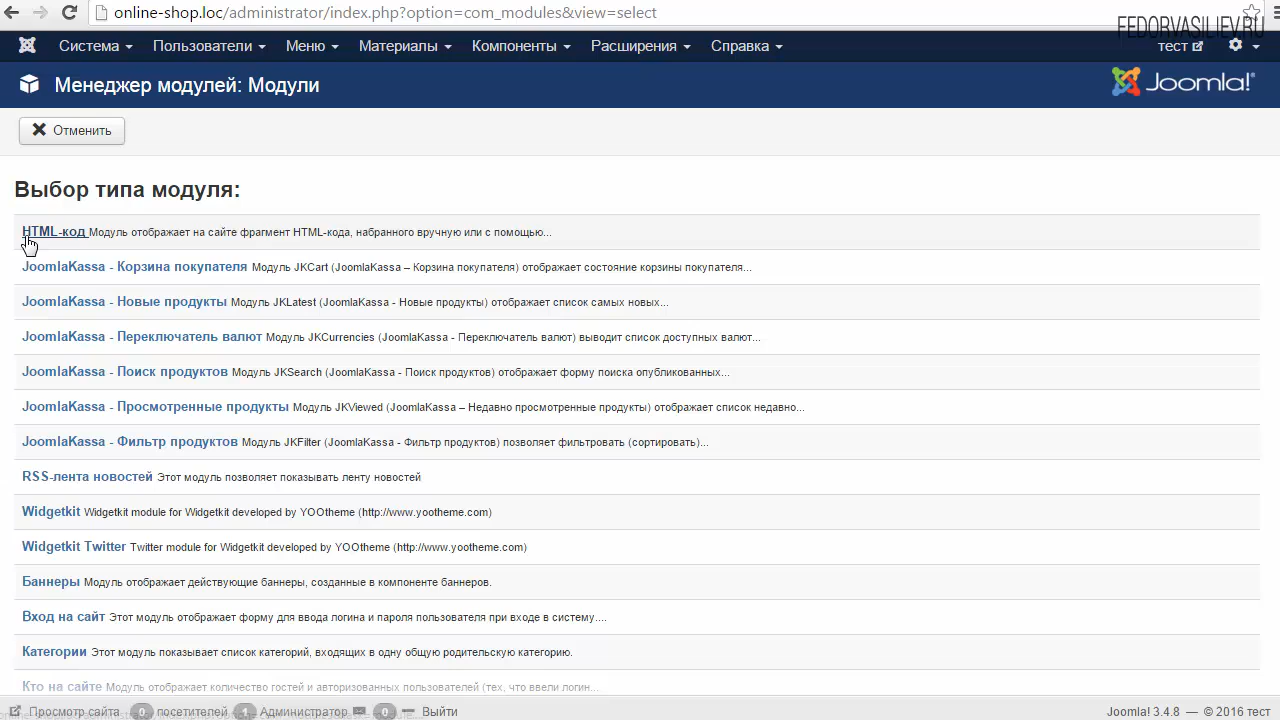 online-shop.loc/administrator/index.php?option=com_modules&view=select
FEDORVASILIEV.RU
Система Пользователи Меню Материалы Компоненты Расширения Справка тест
Менеджер модулей: Модули Joomla!
Отменить
Выбор типа модуля:
HTML-код Модуль отображает на сайте фрагмент HTML-кода, набранного вручную или с помощью...
JoomlaKassa - Корзина покупателя Модуль JKCart (JoomlaKassa – Корзина покупателя) отображает состояние корзины покупателя...
JoomlaKassa - Новые продукты Модуль JKLatest (JoomlaKassa - Новые продукты) отображает список самых новых...
JoomlaKassa - Переключатель валют Модуль JKCurrencies (JoomlaKassa - Переключатель валют) выводит список доступных валют...
JoomlaKassa - Поиск продуктов Модуль JKSearch (JoomlaKassa - Поиск продуктов) отображает форму поиска опубликованных...
JoomlaKassa - Просмотренные продукты Модуль JKViewed (JoomlaKassa – Недавно просмотренные продукты) отображает список недавно...
JoomlaKassa - Фильтр продуктов Модуль JKFilter (JoomlaKassa - Фильтр продуктов) позволяет фильтровать (сортировать)...
RSS-лента новостей Этот модуль позволяет показывать ленту новостей
Widgetkit Widgetkit module for Widgetkit developed by YOOtheme (http://www.yootheme.com)
Widgetkit Twitter Twitter module for Widgetkit developed by YOOtheme (http://www.yootheme.com)
Баннеры Модуль отображает действующие баннеры, созданные в компоненте баннеров.
Вход на сайт Этот модуль отображает форму для ввода логина и пароля пользователя при входе в систему....
Категории Этот модуль показывает список категорий, входящих в одну общую родительскую категорию.
Кто на сайте Модуль отображает количество гостей и авторизованных пользователей (тех, что ввели логин...
Просмотр сайта 0 посетителей 1 Администратор 0 Выйти Joomla! 3.4.8 — © 2016 тест